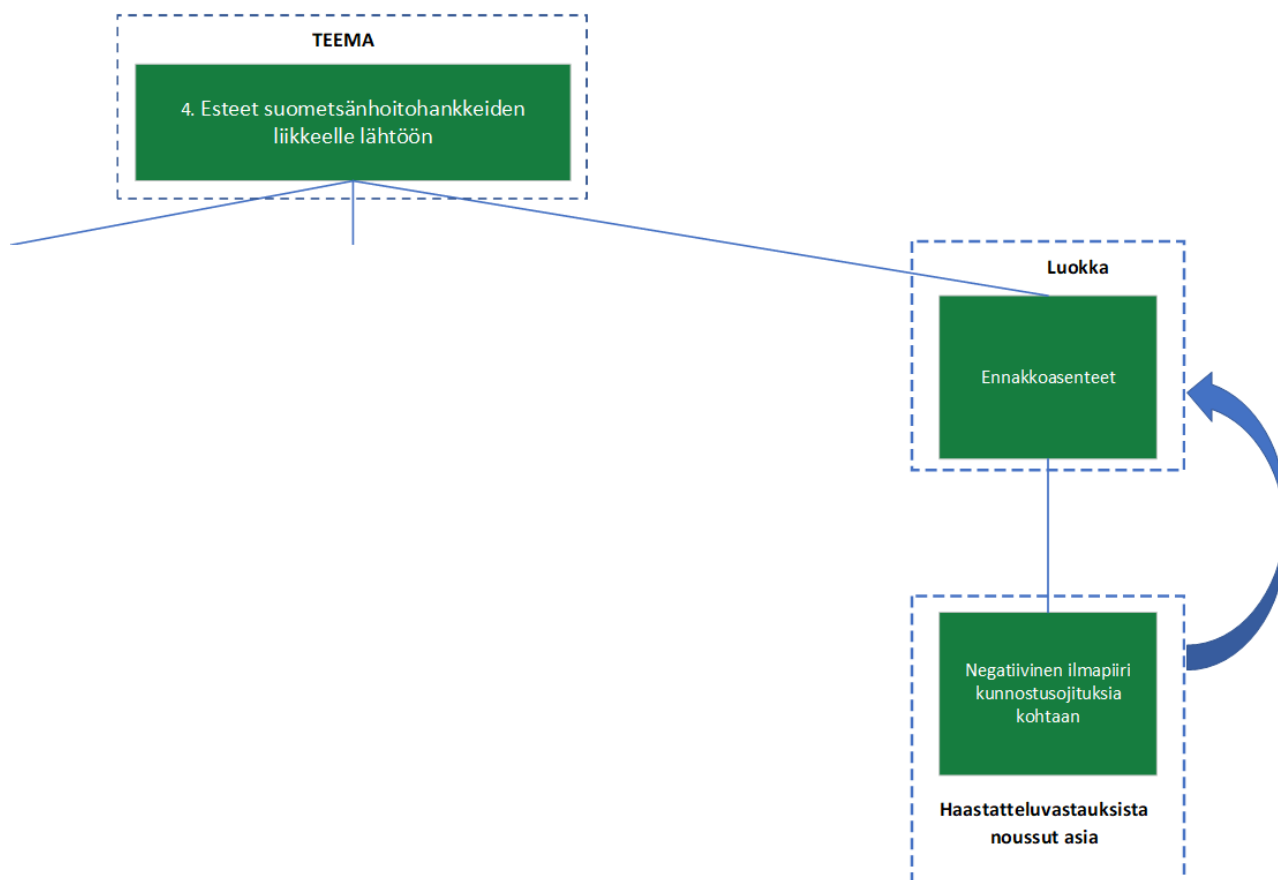 TEEMA
4. Esteet suometsänhoitohankkeiden
liikkeelle lähtöön
Luokka
Ennakkoasenteet
Negatiivinen ilmapiiri
kunnostusojituksia
kohtaan
Haastatteluvastauksista
noussut asia